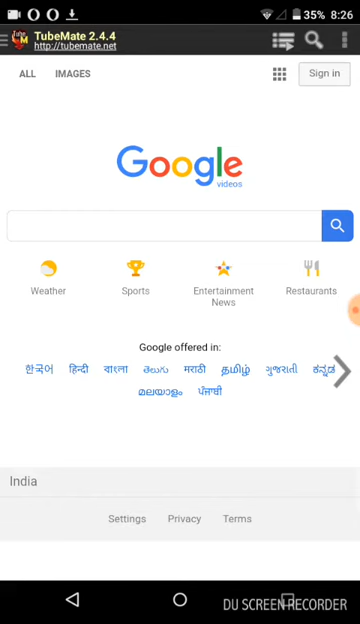 35% 8:26
TubeMate 2.4.4
http://tubemate.net
ALL IMAGES Sign in
Google
videos
Weather Sports Entertainment News Restaurants
Google offered in:
한국어 हिन्दी বাংলা తెలుగు मराठी தமிழ் ગુજરાતી ಕನ್ನಡ
മലയാളം ਪੰਜਾਬੀ
India
Settings Privacy Terms
DU SCREEN RECORDER